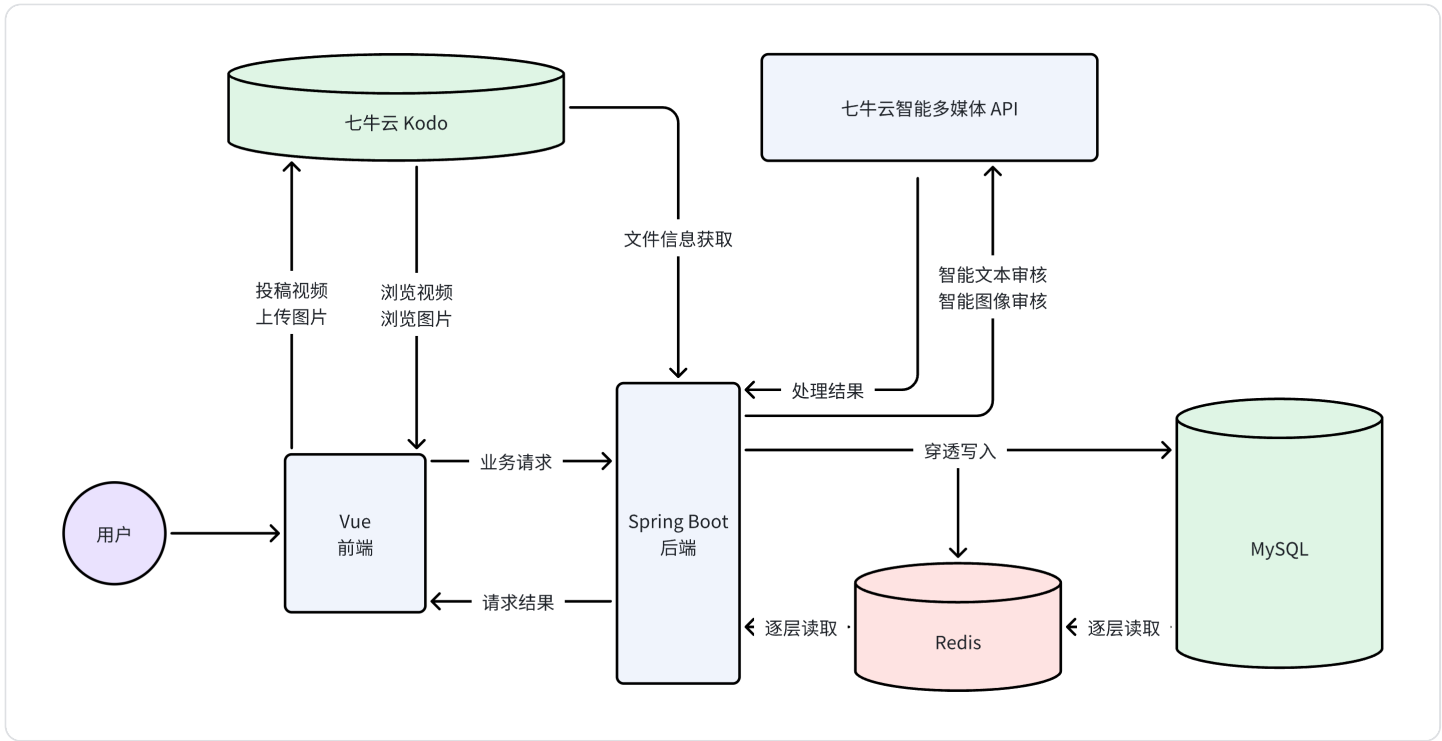 七牛云 Kodo
七牛云智能多媒体 API
文件信息获取
智能文本审核
智能图像审核
投稿视频
上传图片
浏览视频
浏览图片
处理结果
穿透写入
业务请求
用户
Vue
前端
Spring Boot
后端
MySQL
请求结果
逐层读取
Redis
逐层读取